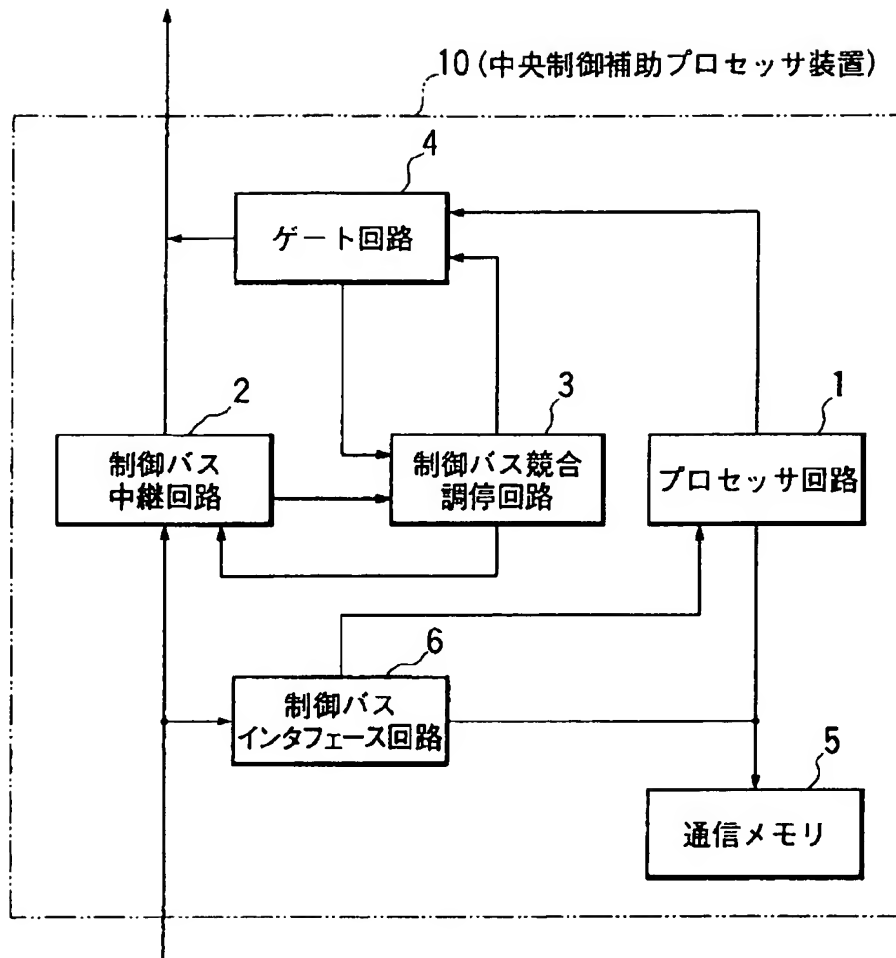 10(中央制御補助プロセッサ装置)
4
ゲート回路
2
制御バス
中継回路
3
制御バス競合
調停回路
1
プロセッサ回路
6
制御バス
インタフェース回路
5
通信メモリ